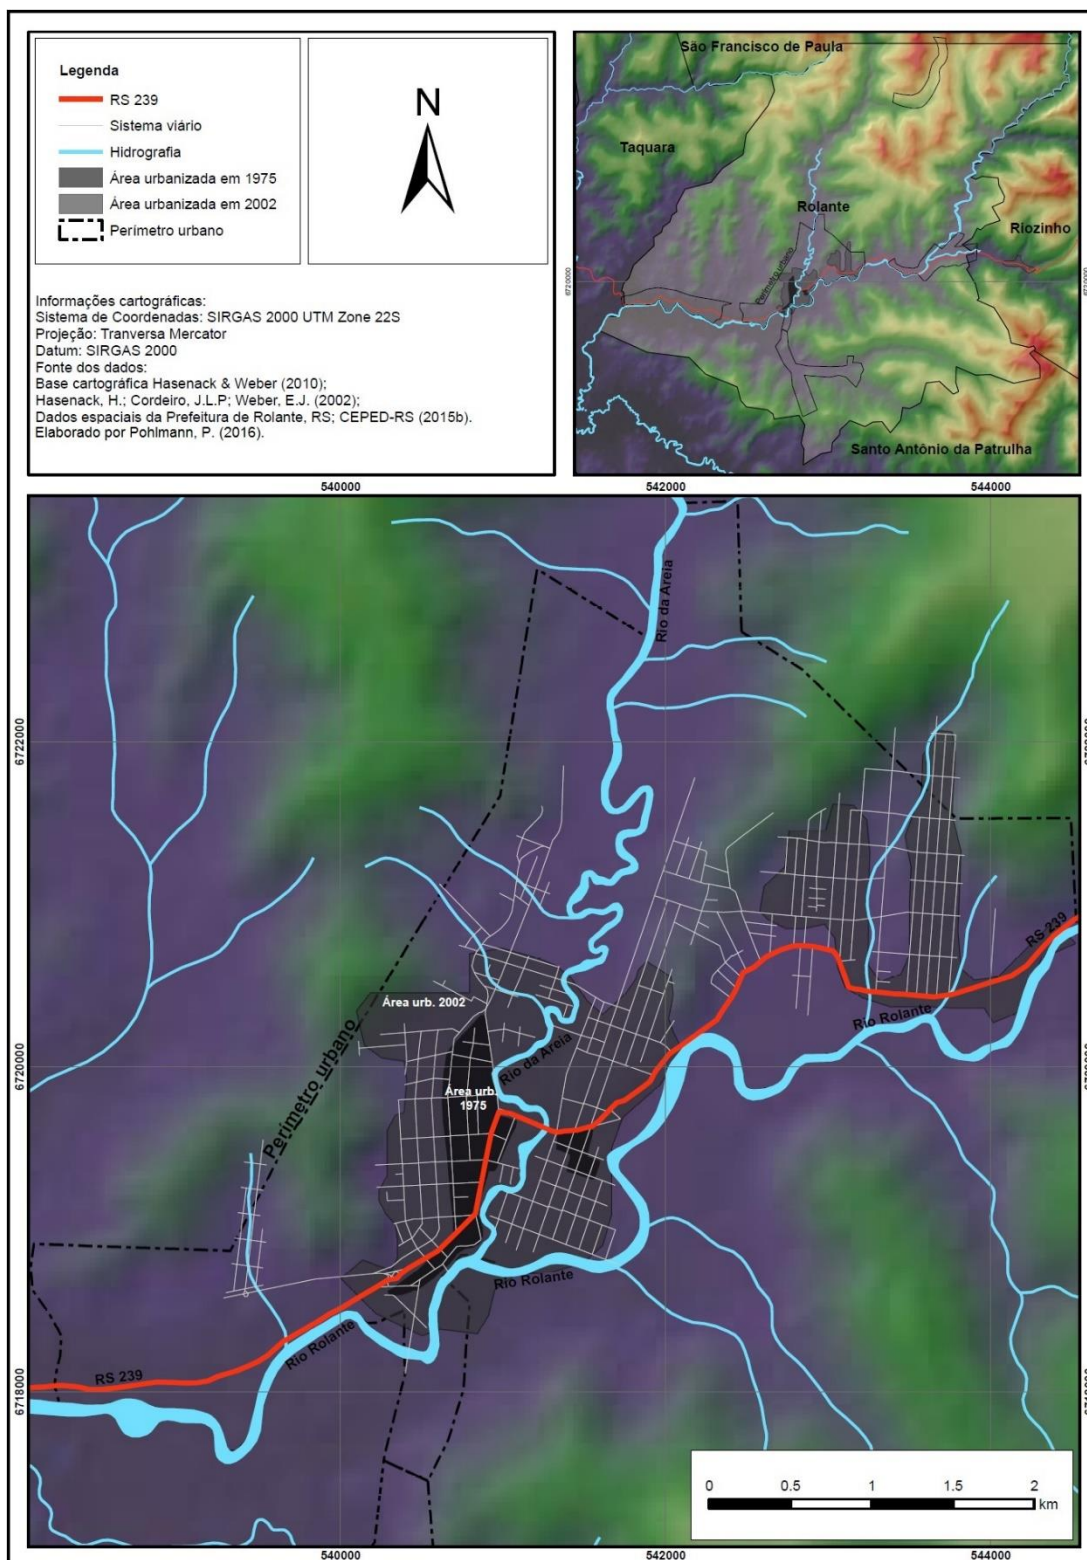 Legenda
RS 239
Sistema viário
Hidrografia
Área urbanizada em 1975
Área urbanizada em 2002
Perímetro urbano
N
Informações cartográficas:
Sistema de Coordenadas: SIRGAS 2000 UTM Zone 22S
Projeção: Tranversa Mercator
Datum: SIRGAS 2000
Fonte dos dados:
Base cartográfica Hasenack & Weber (2010);
Hasenack, H.; Cordeiro, J.L.P; Weber, E.J. (2002);
Dados espaciais da Prefeitura de Rolante, RS; CEPED-RS (2015b).
Elaborado por Pohlmann, P. (2016).
São Francisco de Paula
Taquara
Rolante
Riozinho
Perímetro urbano
6720000
6720000
Santo Antônio da Patrulha
540000
542000
544000
Rio da Areia
6722000
RS 239
Área urb. 2002
Rio Rolante
Rio da Areia
6720000
Área urb.
1975
Perímetro urbano
Rio Rolante
Rio Rolante
RS 239
6718000
0 0.5 1 1.5 2
km
540000
542000
544000